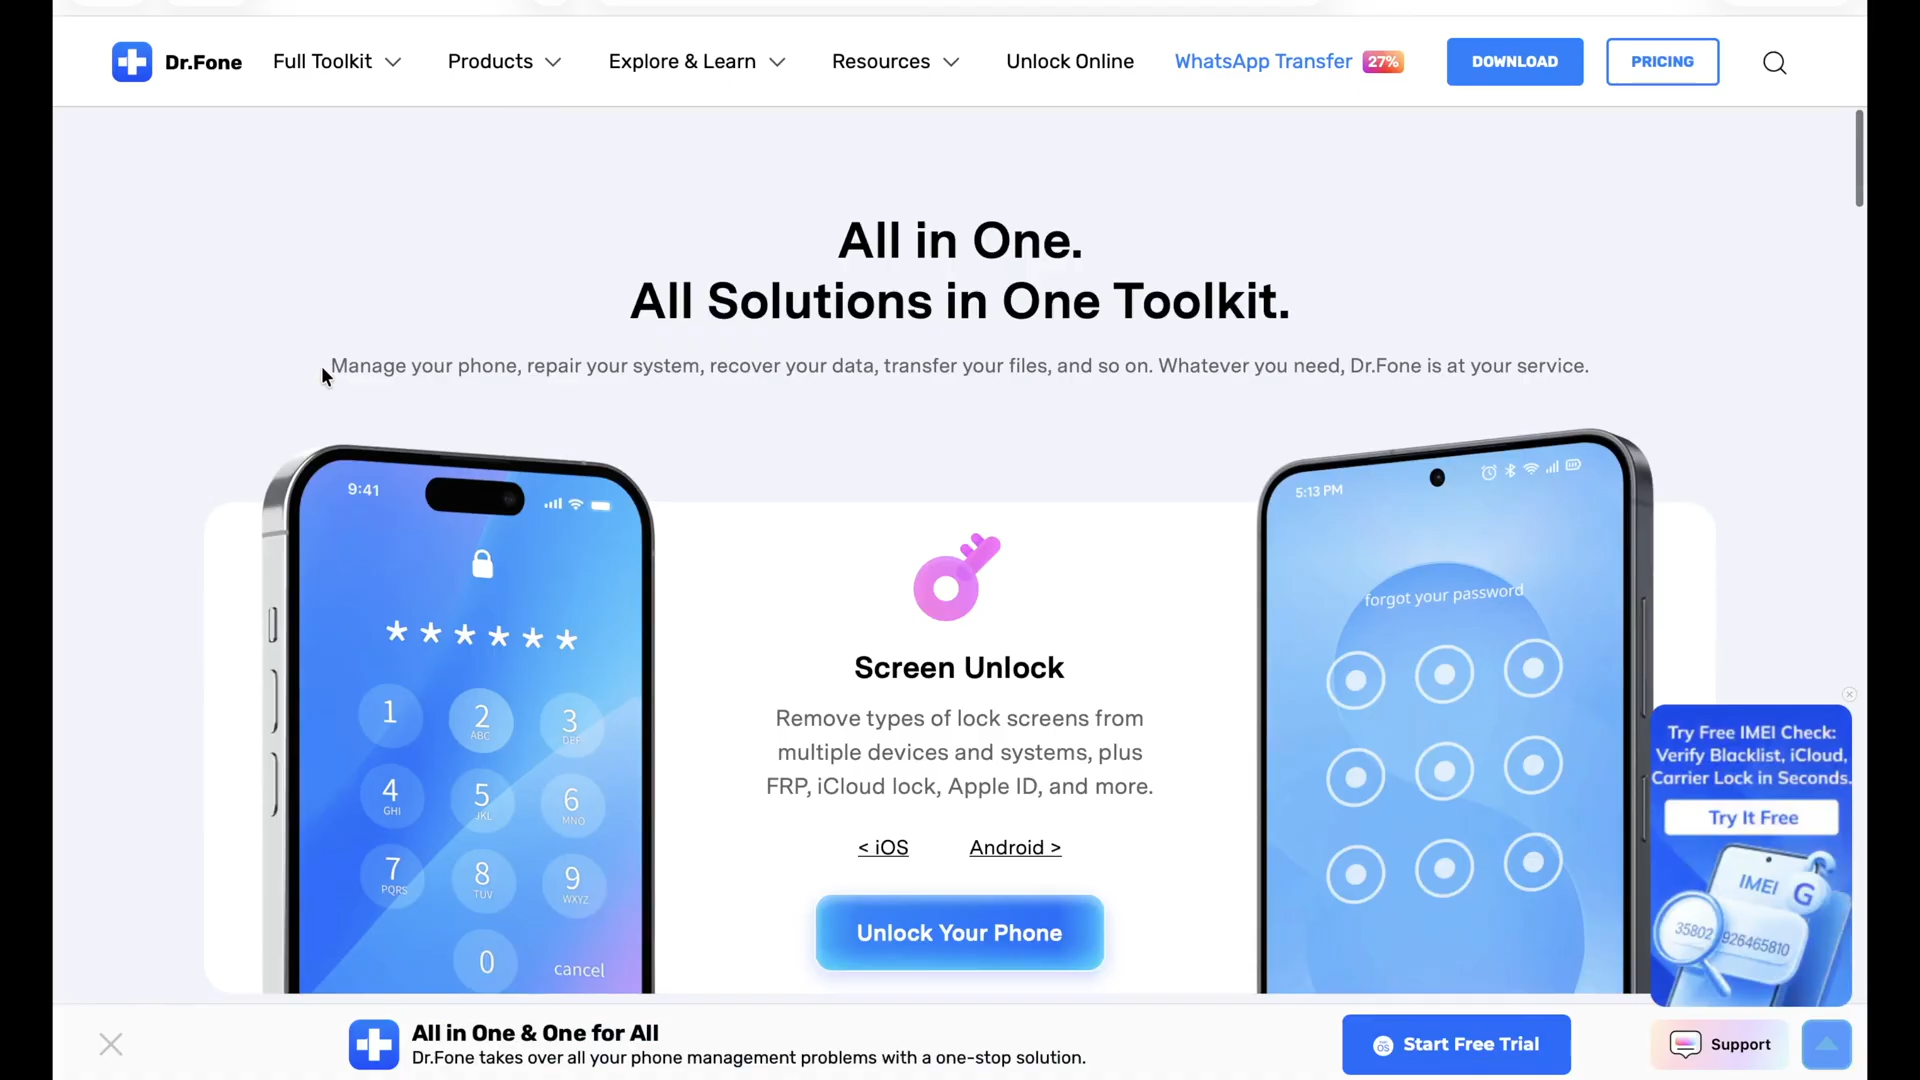 Dr.Fone
Full Toolkit
Products
Explore & Learn
Resources
Unlock Online
WhatsApp Transfer 27%
DOWNLOAD
PRICING
All in One.
All Solutions in One Toolkit.
Manage your phone, repair your system, recover your data, transfer your files, and so on. Whatever you need, Dr.Fone is at your service.
9:41
* * * * * *
1
2
ABC
3
DEF
4
GHI
5
JKL
6
MNO
7
PQRS
8
TUV
9
WXYZ
0
cancel
Screen Unlock
Remove types of lock screens from
multiple devices and systems, plus
FRP, iCloud lock, Apple ID, and more.
< iOS
Android >
Unlock Your Phone
5:13 PM
forgot your password
Try Free IMEI Check:
Verify Blacklist, iCloud,
Carrier Lock in Seconds.
Try It Free
IMEI
G
35802 926465810
All in One & One for All
Dr.Fone takes over all your phone management problems with a one-stop solution.
Start Free Trial
Support